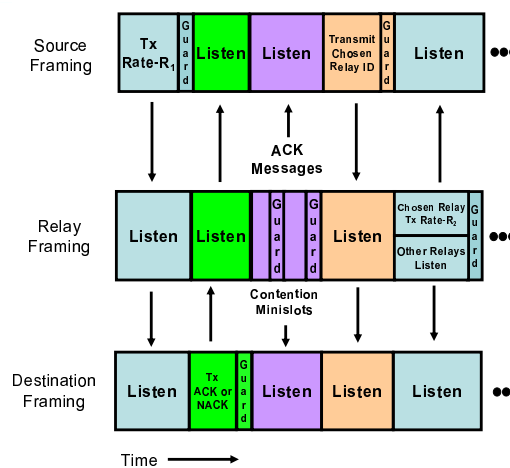 Source
Framing
Tx
Rate-R1
Guard
Listen
Listen
Transmit
Chosen
Relay ID
Guard
Listen
ACK
Messages
Relay
Framing
Listen
Listen
Guard
Guard
Listen
Chosen Relay
Tx Rate-R2
Other Relays
Listen
Guard
Contention
Minislots
Destination
Framing
Listen
Tx
ACK or
NACK
Guard
Listen
Listen
Listen
Time